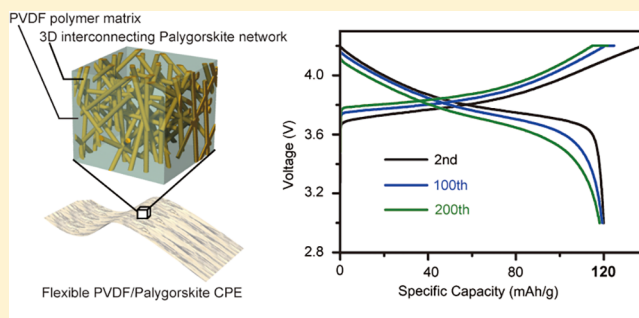 PVDF polymer matrix
3D interconnecting Palygorskite network
Flexible PVDF/Palygorskite CPE
Voltage (V)
4.0
3.6
3.2
2.8
2nd
100th
200th
0 40 80 120
Specific Capacity (mAh/g)